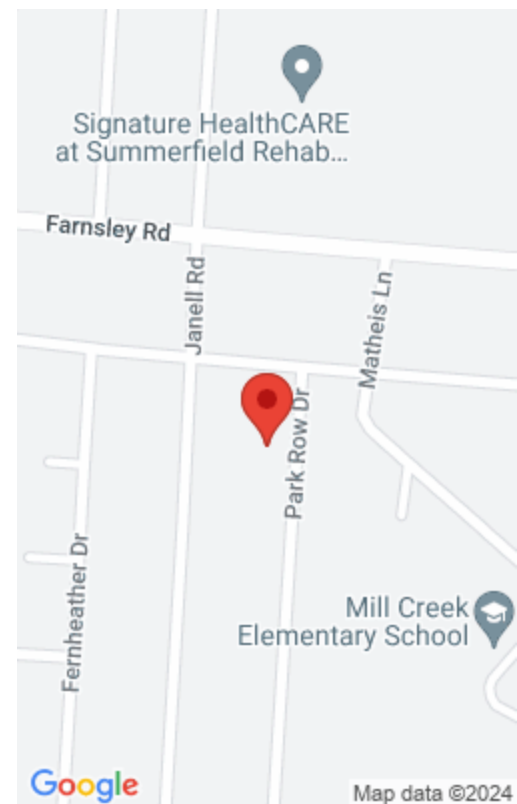 Signature HealthCARE
at Summerfield Rehab...
Farnsley Rd
Janell Rd
Matheis Ln
Park Row Dr
Fernheather Dr
Mill Creek
Elementary School
Google
Map data ©2024